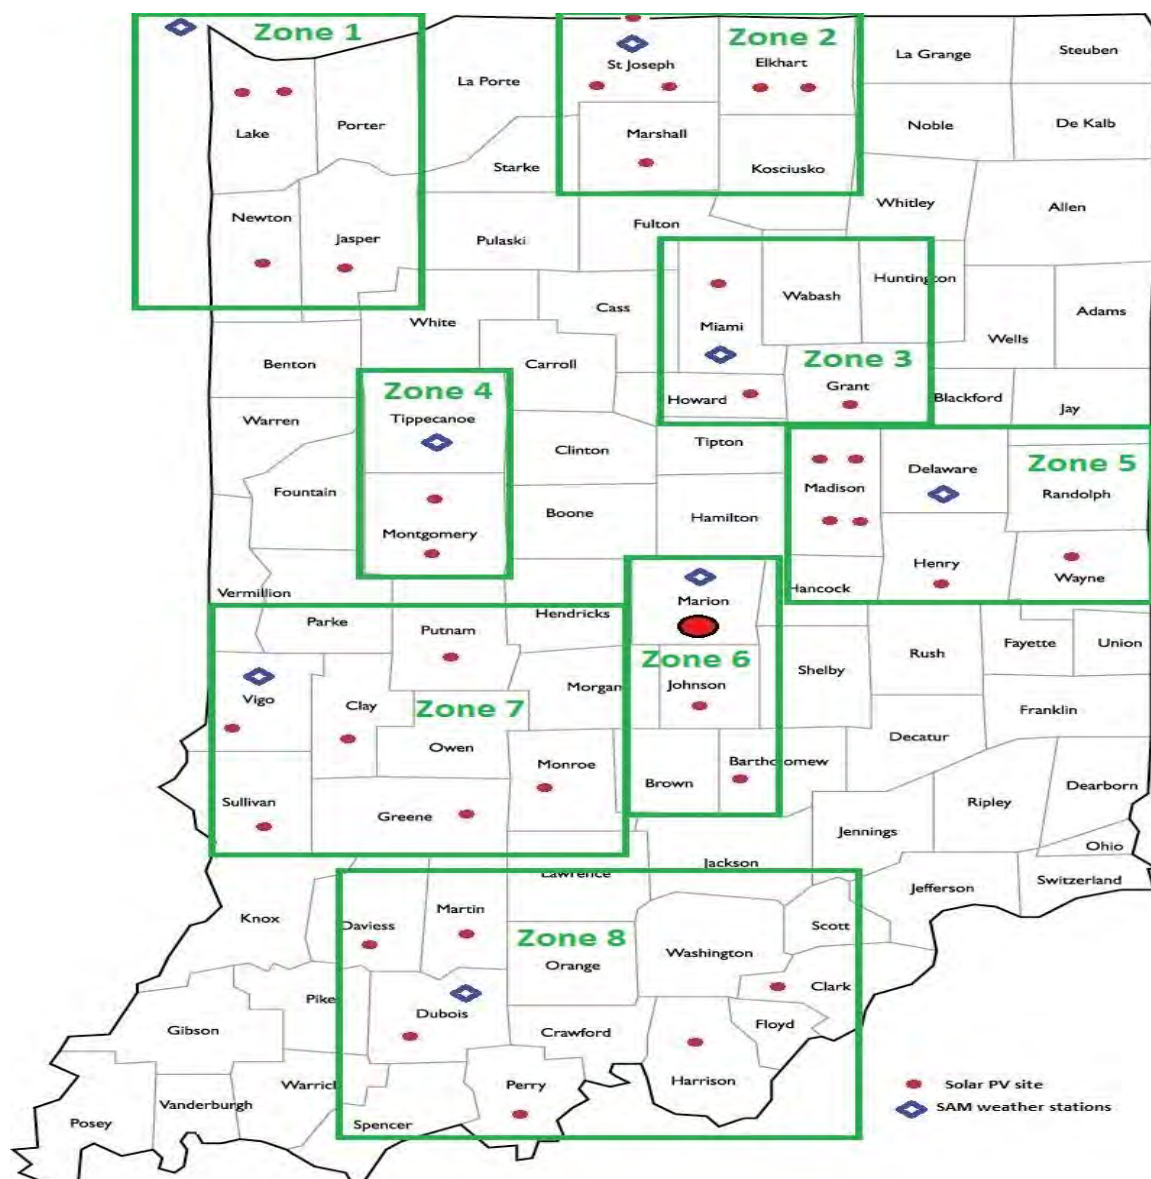 Zone 1
Zone 2
La Porte
St Joseph
Elkhart
La Grange
Steuben
Lake
Porter
Marshall
Noble
De Kalb
Starke
Kosciusko
Newton
Jasper
Pulaski
Fulton
Whitley
Allen
White
Cass
Miami
Wabash
Huntington
Wells
Adams
Benton
Carroll
Zone 3
Howard
Grant
Blackford
Jay
Zone 4
Tippecanoe
Warren
Clinton
Tipton
Fountain
Boone
Hamilton
Madison
Delaware
Zone 5
Randolph
Montgomery
Henry
Wayne
Hancock
Vermillion
Marion
Parke
Putnam
Hendricks
Zone 6
Rush
Fayette
Union
Vigo
Clay
Zone 7
Morgan
Johnson
Shelby
Franklin
Owen
Monroe
Brown
Bartholomew
Decatur
Dearborn
Sullivan
Greene
Jennings
Ripley
Ohio
Jackson
Lawrence
Jefferson
Switzerland
Knox
Daviess
Martin
Zone 8
Orange
Washington
Scott
Pike
Dubois
Clark
Gibson
Crawford
Floyd
Warrick
Perry
Harrison
Solar PV site
SAM weather stations
Posey
Vanderburgh
Spencer